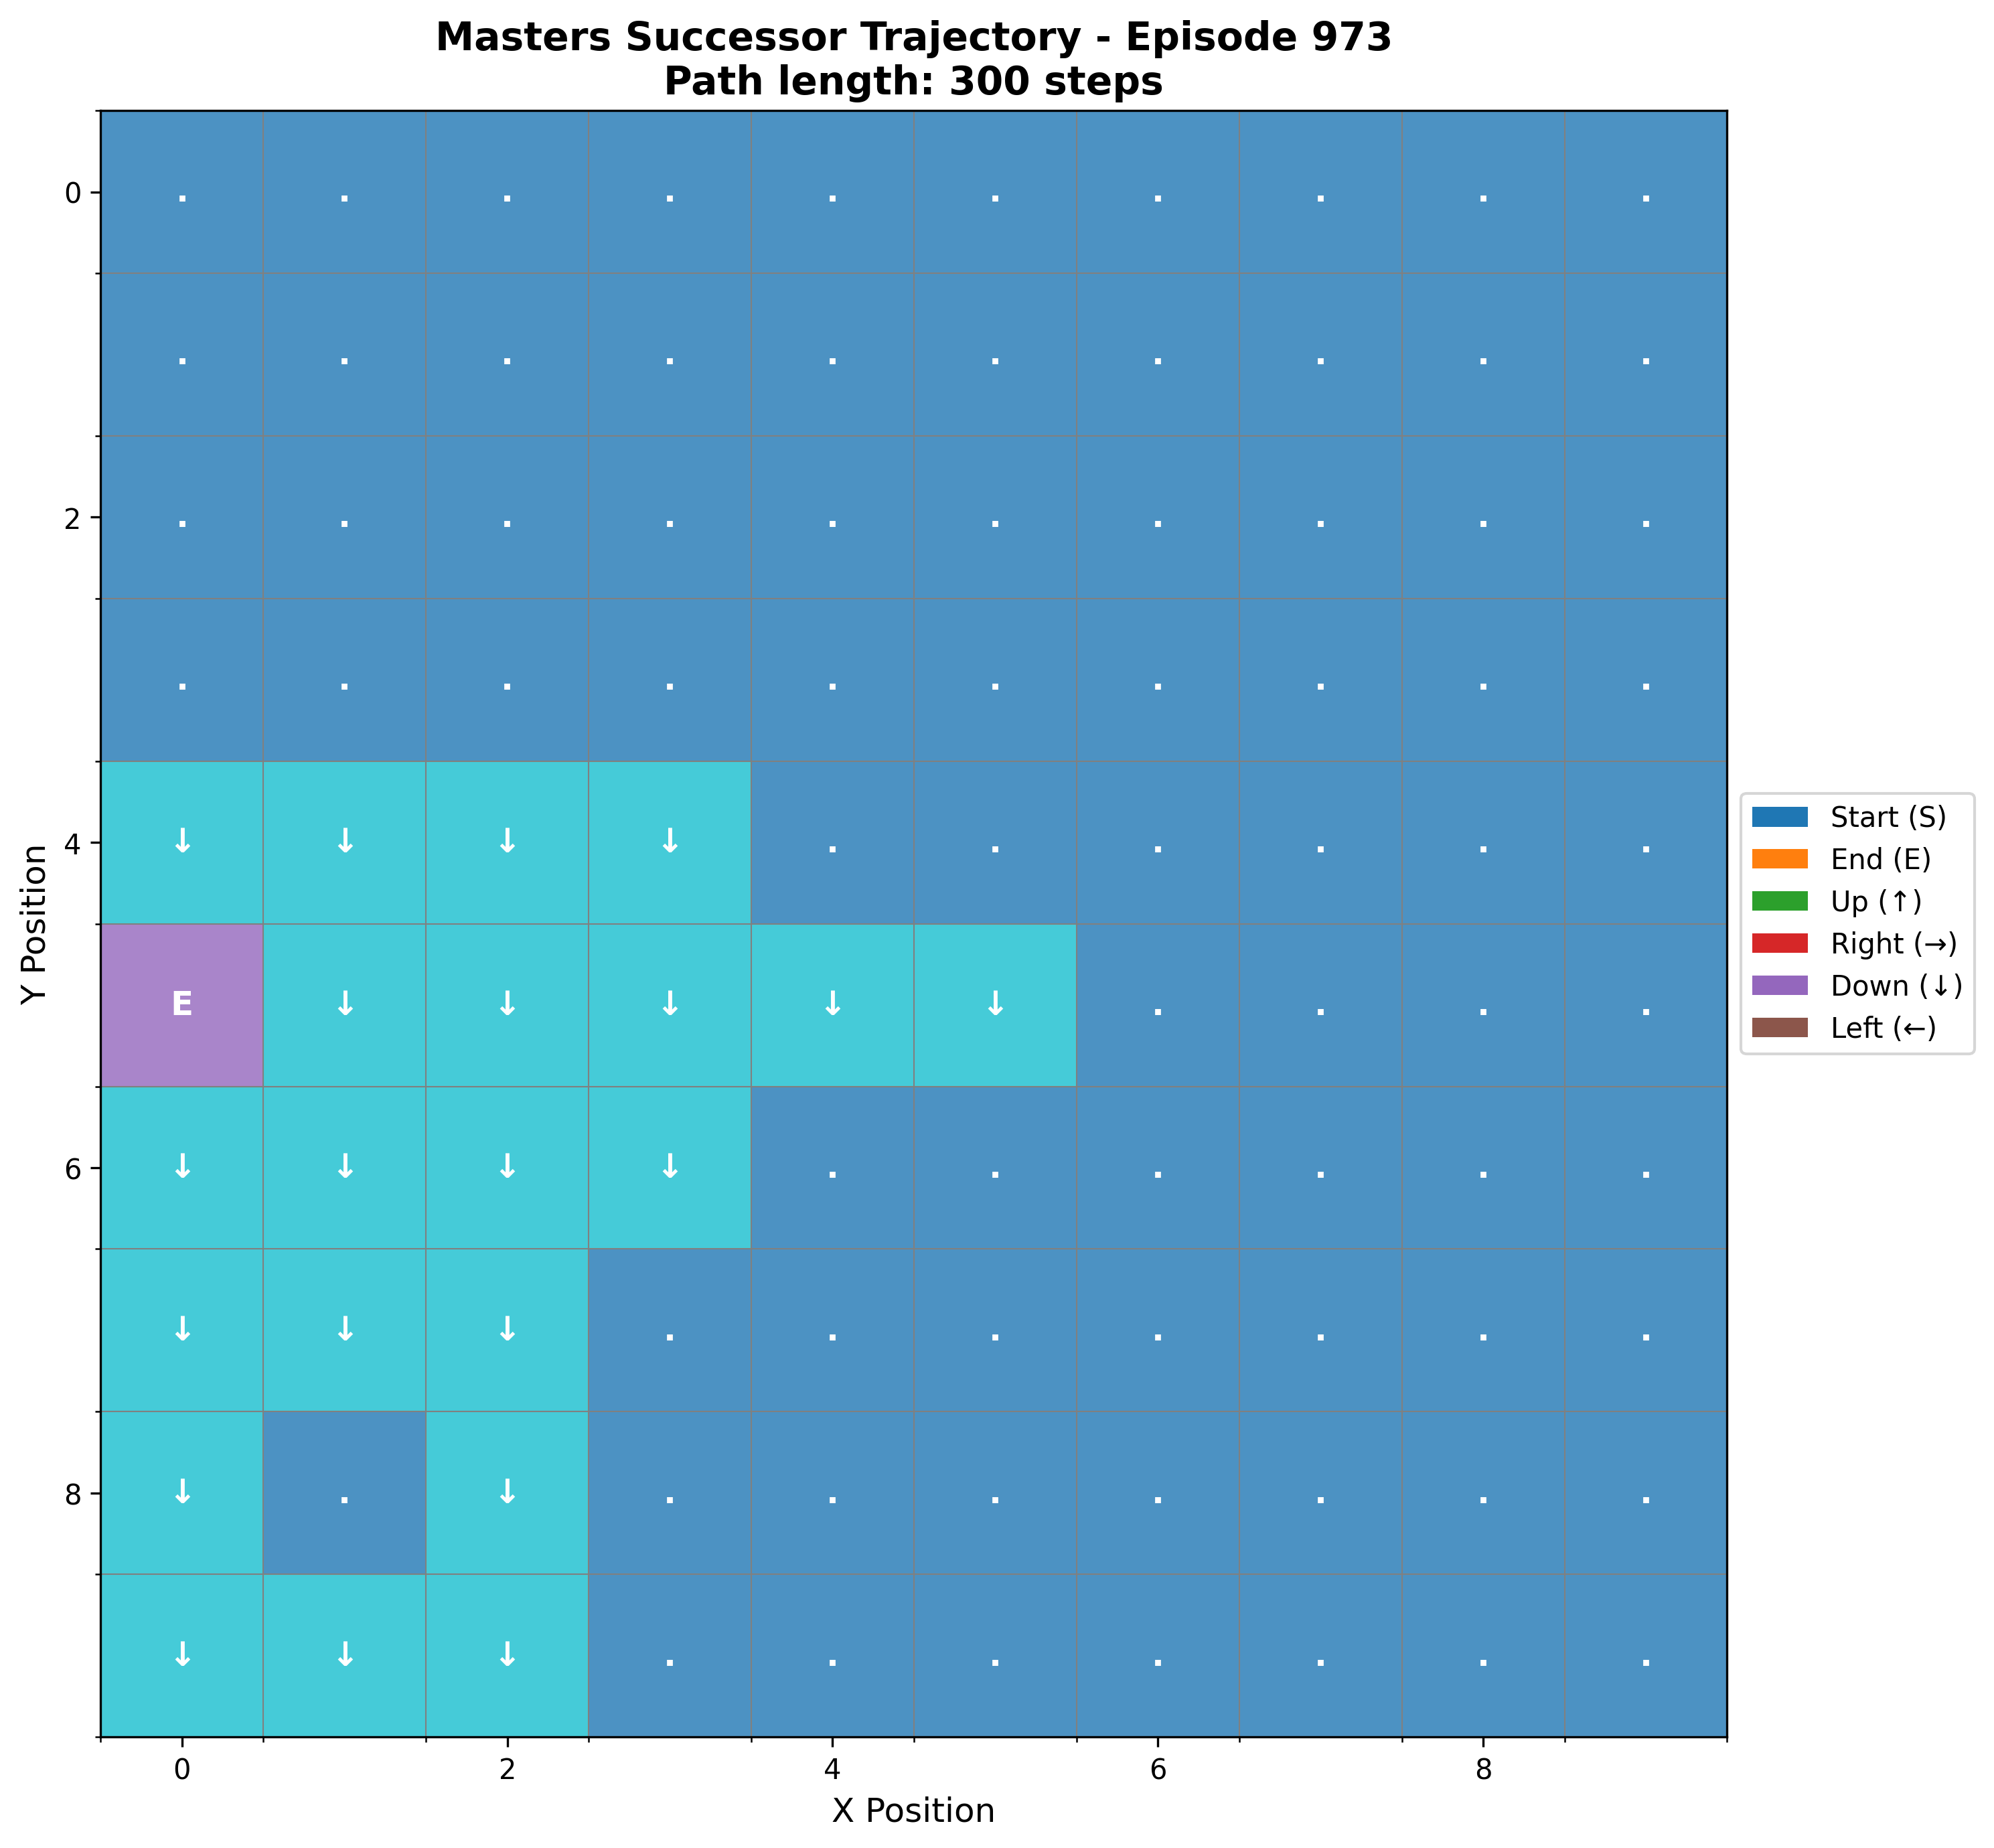 Masters Successor Trajectory - Episode 973
Path length: 300 steps
0 . . . . . . . . . .
. . . . . . . . . .
2 . . . . . . . . . .
. . . . . . . . . .
4 ↓ ↓ ↓ ↓ . . . . . .
E ↓ ↓ ↓ ↓ ↓ . . . .
6 ↓ ↓ ↓ ↓ . . . . . .
↓ ↓ ↓ . . . . . . .
8 ↓ . ↓ . . . . . . .
↓ ↓ ↓ . . . . . . .
0 2 4 6 8
X Position
Y Position
Start (S)
End (E)
Up (↑)
Right (→)
Down (↓)
Left (←)